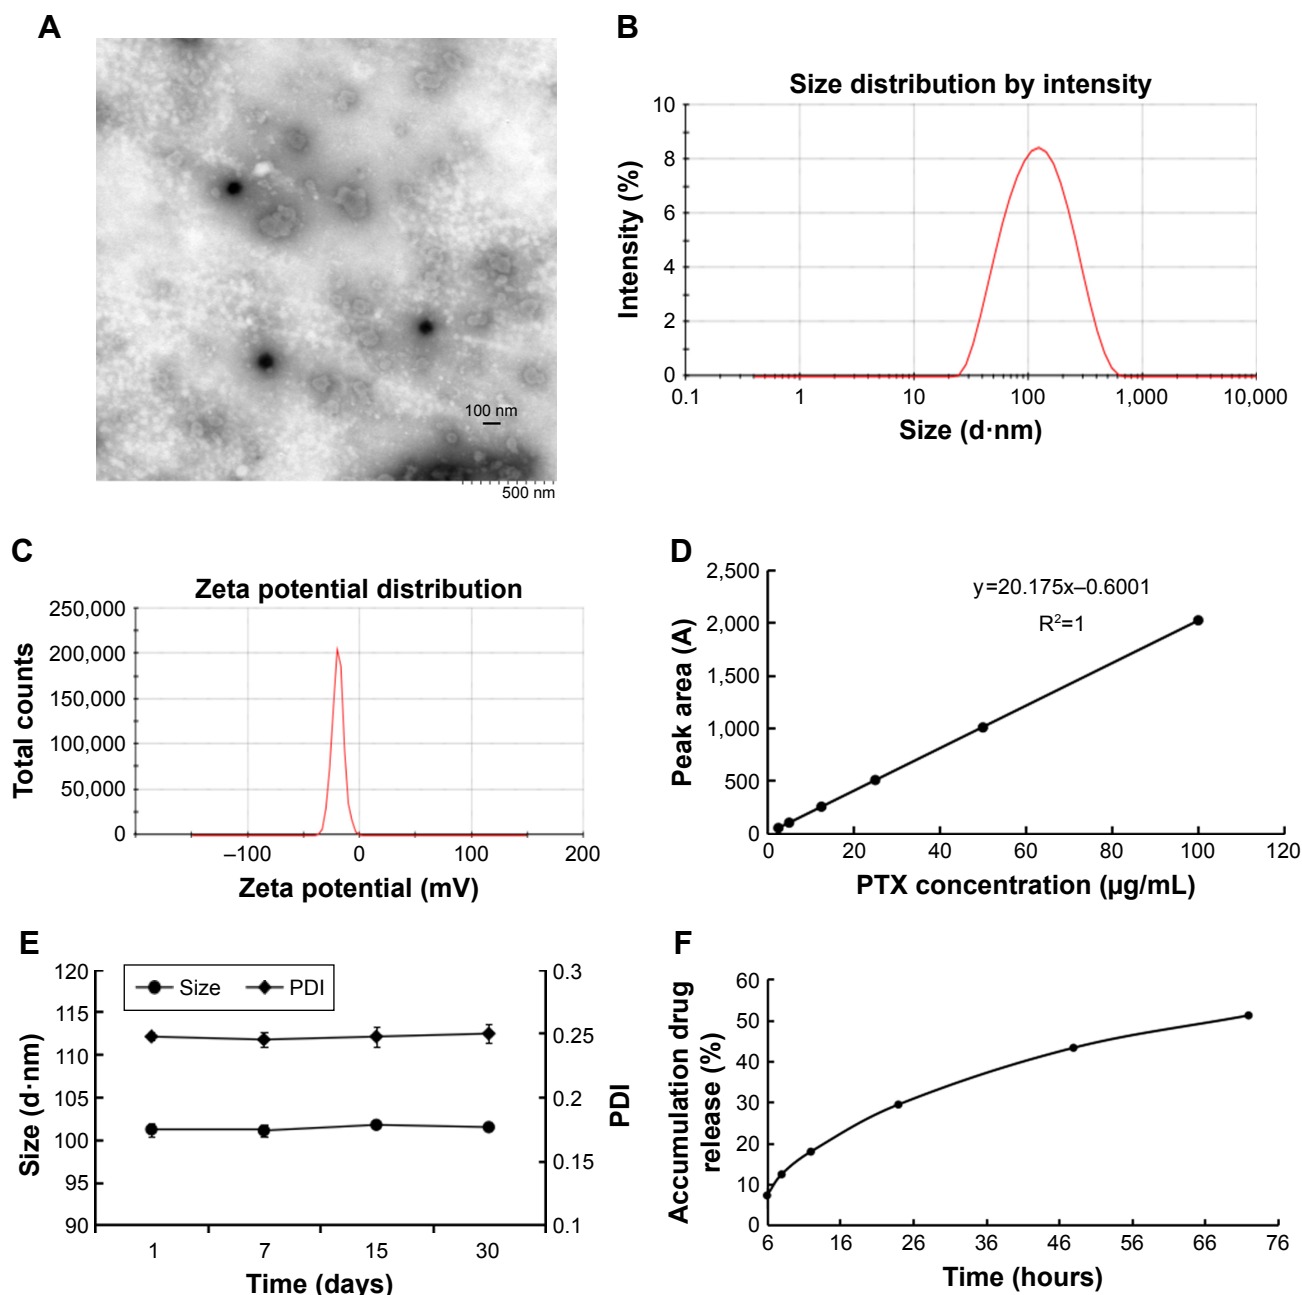 A
100 nm
500 nm
B
Size distribution by intensity
Intensity (%)
10
8
6
4
2
0
0.1 1 10 100 1,000 10,000
Size (d·nm)
C
Zeta potential distribution
Total counts
250,000
200,000
150,000
100,000
50,000
0
–100 0 100 200
Zeta potential (mV)
D
y=20.175x–0.6001
R²=1
Peak area (A)
2,500
2,000
1,500
1,000
500
0
0 20 40 60 80 100 120
PTX concentration (µg/mL)
E
Size PDI
Size (d·nm)
120
115
110
105
100
95
90
0.3
0.25
0.2
0.15
0.1
PDI
1 7 15 30
Time (days)
F
Accumulation drug
release (%)
60
50
40
30
20
10
0
6 16 26 36 46 56 66 76
Time (hours)